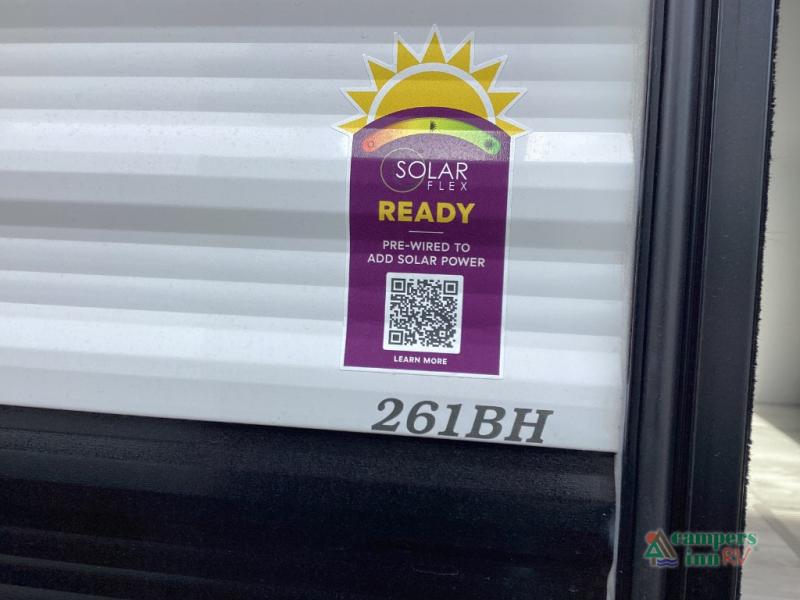 SOLAR
FLEX
READY
PRE-WIRED TO
ADD SOLAR POWER
LEARN MORE
261BH
campers
inn RV